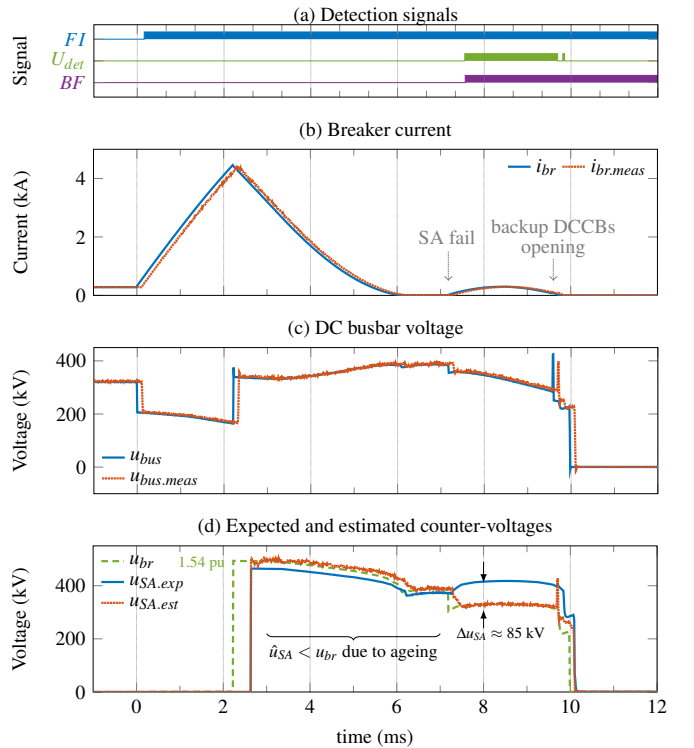 (a) Detection signals
Signal
FI
U_det
BF
(b) Breaker current
Current (kA)
4
2
0
i_br
i_br.meas
SA fail
backup DCCBs
opening
(c) DC busbar voltage
Voltage (kV)
400
200
0
u_bus
u_bus.meas
(d) Expected and estimated counter-voltages
Voltage (kV)
400
200
0
u_br
1.54 pu
u_SA.exp
u_SA.est
û_SA < u_br due to ageing
Δu_SA ≈ 85 kV
0 2 4 6 8 10 12
time (ms)